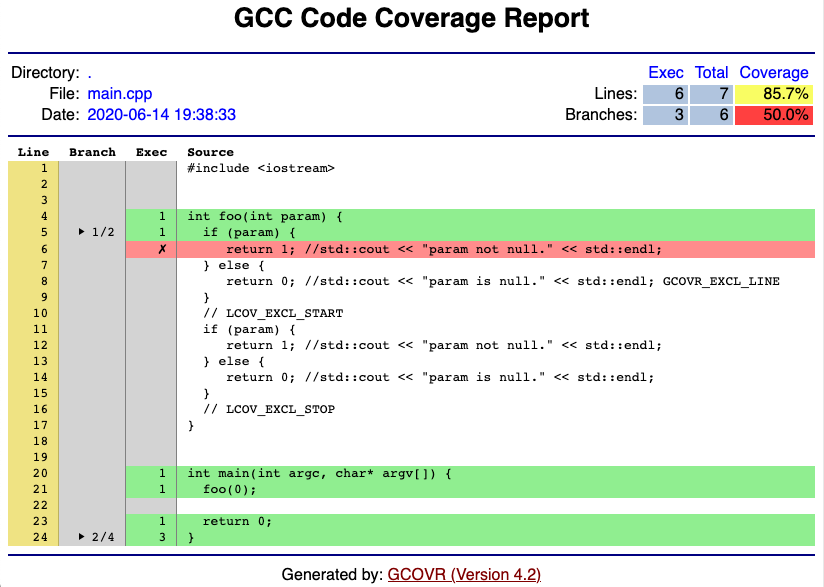 GCC Code Coverage Report
Directory: . Exec Total Coverage
File: main.cpp Lines: 6 7 85.7%
Date: 2020-06-14 19:38:33 Branches: 3 6 50.0%
Line Branch Exec Source
1 #include <iostream>
2
3
4 1 int foo(int param) {
5 ▶ 1/2 1 if (param) {
6 ✗ return 1; //std::cout << "param not null." << std::endl;
7 } else {
8 return 0; //std::cout << "param is null." << std::endl; GCOVR_EXCL_LINE
9 }
10 // LCOV_EXCL_START
11 if (param) {
12 return 1; //std::cout << "param not null." << std::endl;
13 } else {
14 return 0; //std::cout << "param is null." << std::endl;
15 }
16 // LCOV_EXCL_STOP
17 }
18
19
20 1 int main(int argc, char* argv[]) {
21 1 foo(0);
22
23 1 return 0;
24 ▶ 2/4 3 }
Generated by: GCOVR (Version 4.2)